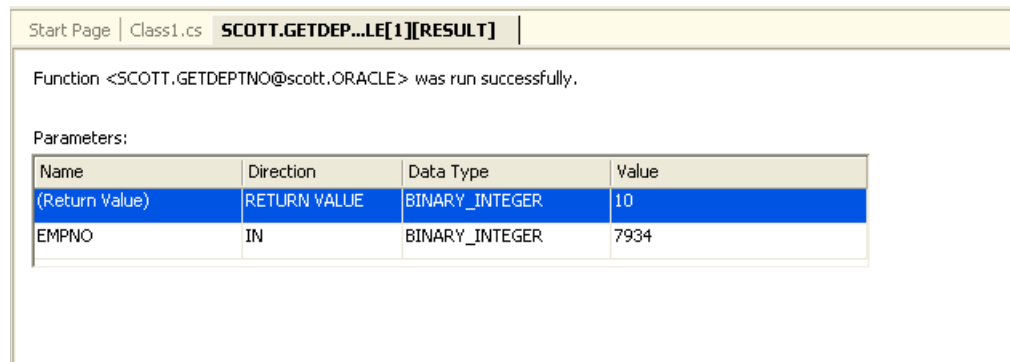 Start Page Class1.cs SCOTT.GETDEP...LE[1][RESULT]
Function <SCOTT.GETDEPTNO@scott.ORACLE> was run successfully.
Parameters:
Name Direction Data Type Value
(Return Value) RETURN VALUE BINARY_INTEGER 10
EMPNO IN BINARY_INTEGER 7934